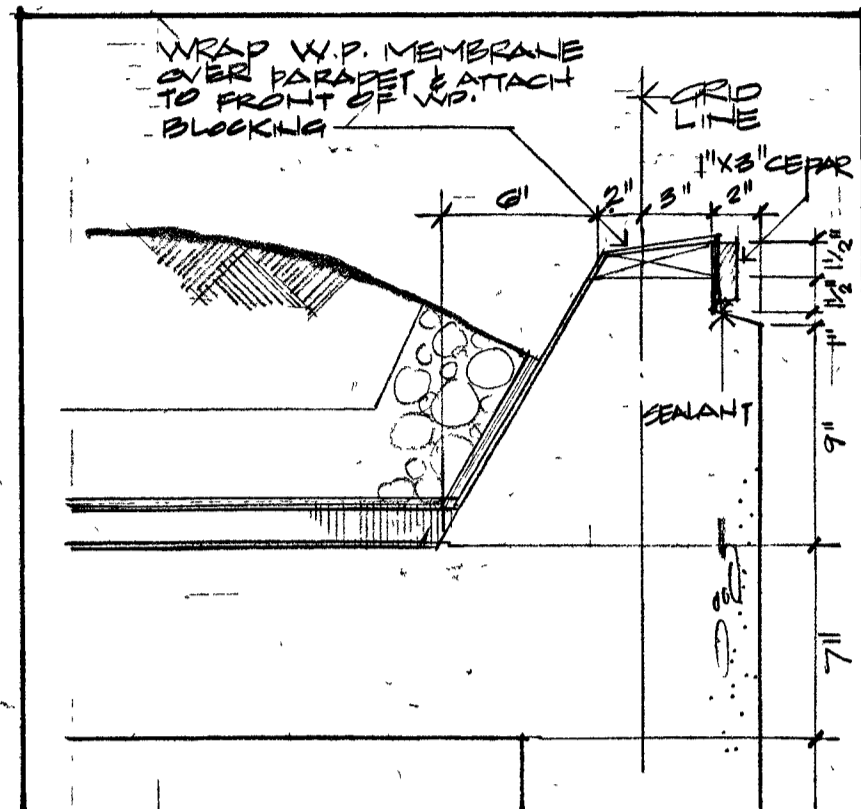 WRAP W.P. MEMBRANE
OVER PARAPET & ATTACH
TO FRONT OF WD.
BLOCKING
GRID
LINE
1"X3" CEDAR
6"
2"
3"
2"
1 1/2"
1 1/2"
1"
SEALANT
9"
7"